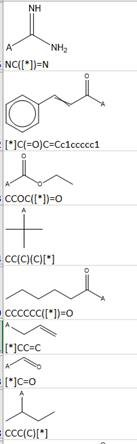 NH
A
NH2
NC([*])=N
O
A
[*]C(=O)C=Cc1ccccc1
O
A
O
CCOC([*])=O
A
CC(C)(C)[*]
O
A
CCCCCC([*])=O
A
[*]CC=C
A
O
[*]C=O
A
CCC(C)[*]